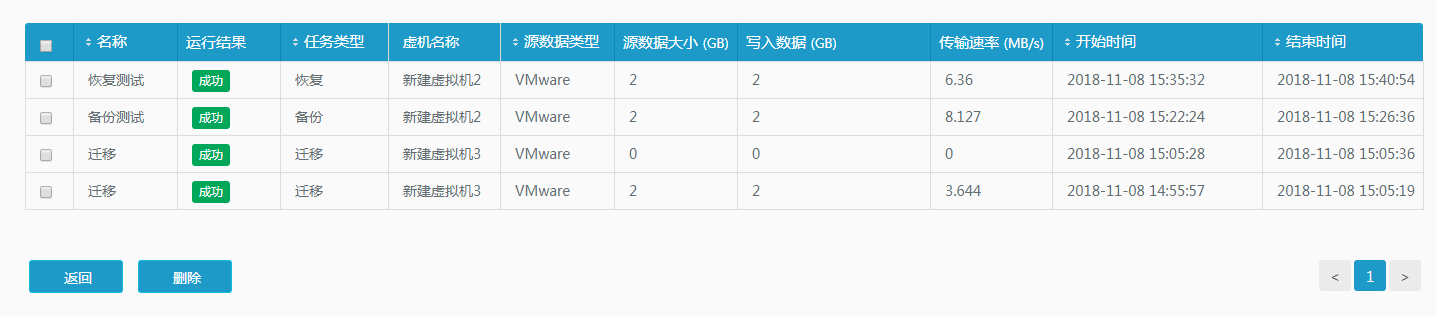 名称 运行结果 任务类型 虚机名称 源数据类型 源数据大小 (GB) 写入数据 (GB) 传输速率 (MB/s) 开始时间 结束时间
恢复测试 成功 恢复 新建虚拟机2 VMware 2 2 6.36 2018-11-08 15:35:32 2018-11-08 15:40:54
备份测试 成功 备份 新建虚拟机2 VMware 2 2 8.127 2018-11-08 15:22:24 2018-11-08 15:26:36
迁移 成功 迁移 新建虚拟机3 VMware 0 0 0 2018-11-08 15:05:28 2018-11-08 15:05:36
迁移 成功 迁移 新建虚拟机3 VMware 2 2 3.644 2018-11-08 14:55:57 2018-11-08 15:05:19
返回 删除 < 1 >